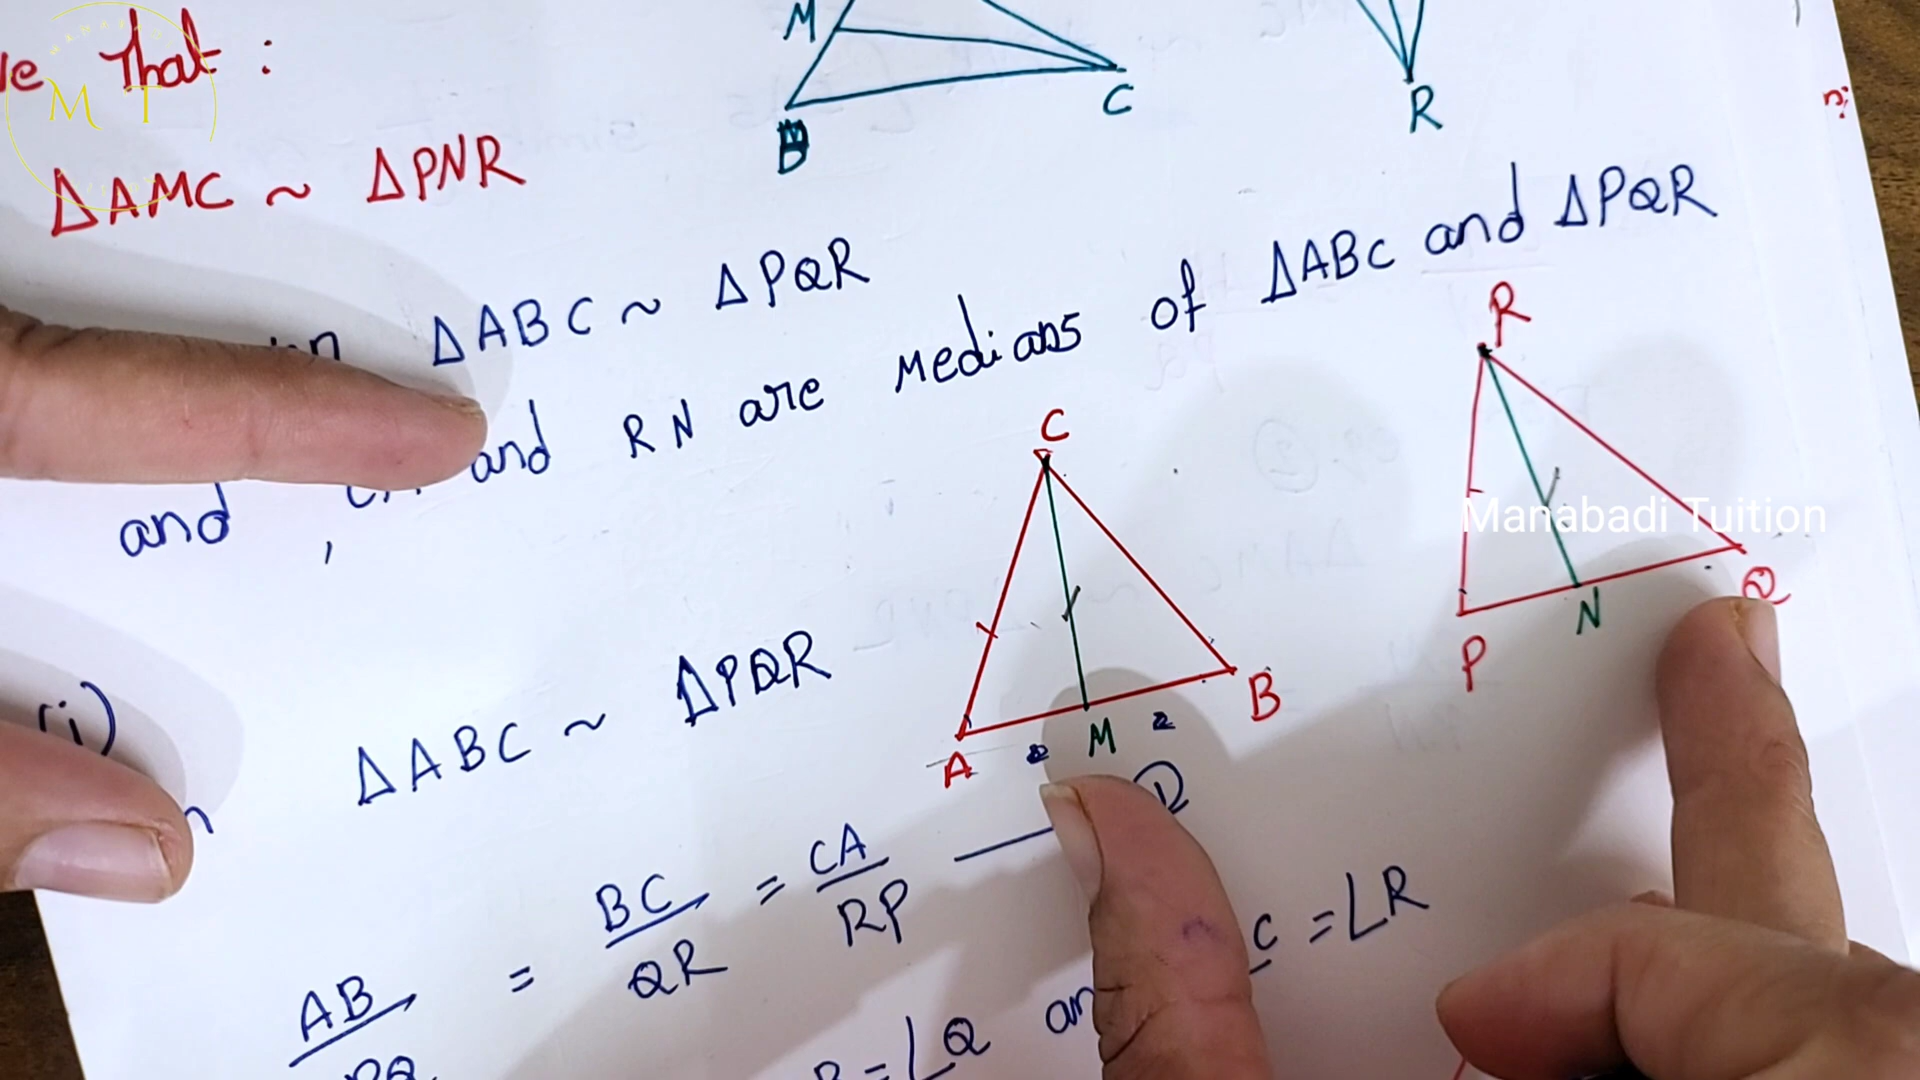 That :
M T
M
B
C
R
ΔAMC ~ ΔPNR
ΔABC ~ ΔPQR
and , and RN are Medians of ΔABC and ΔPQR
C
A
M
B
R
P
N
Q
Manabadi Tuition
(i)
ΔABC ~ ΔPQR
AB/PQ = BC/QR = CA/RP —
= ∠Q
C = ∠R